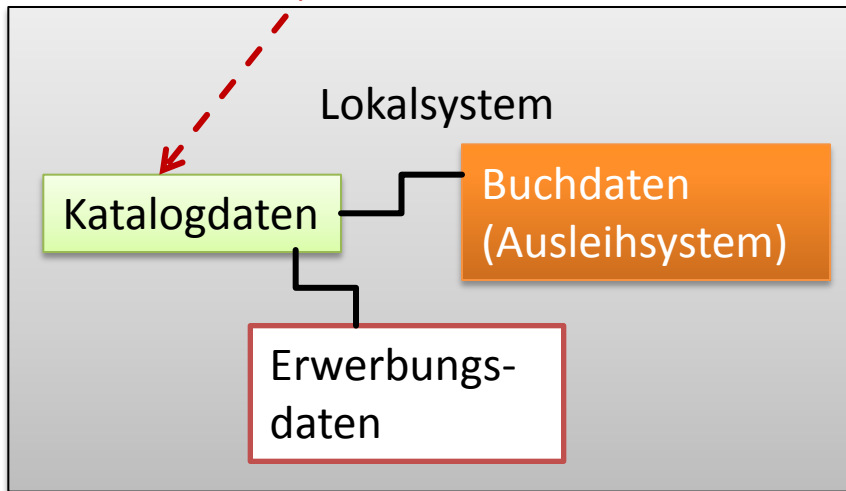 Lokalsystem
Katalogdaten
Buchdaten
(Ausleihsystem)
Erwerbungs-
daten